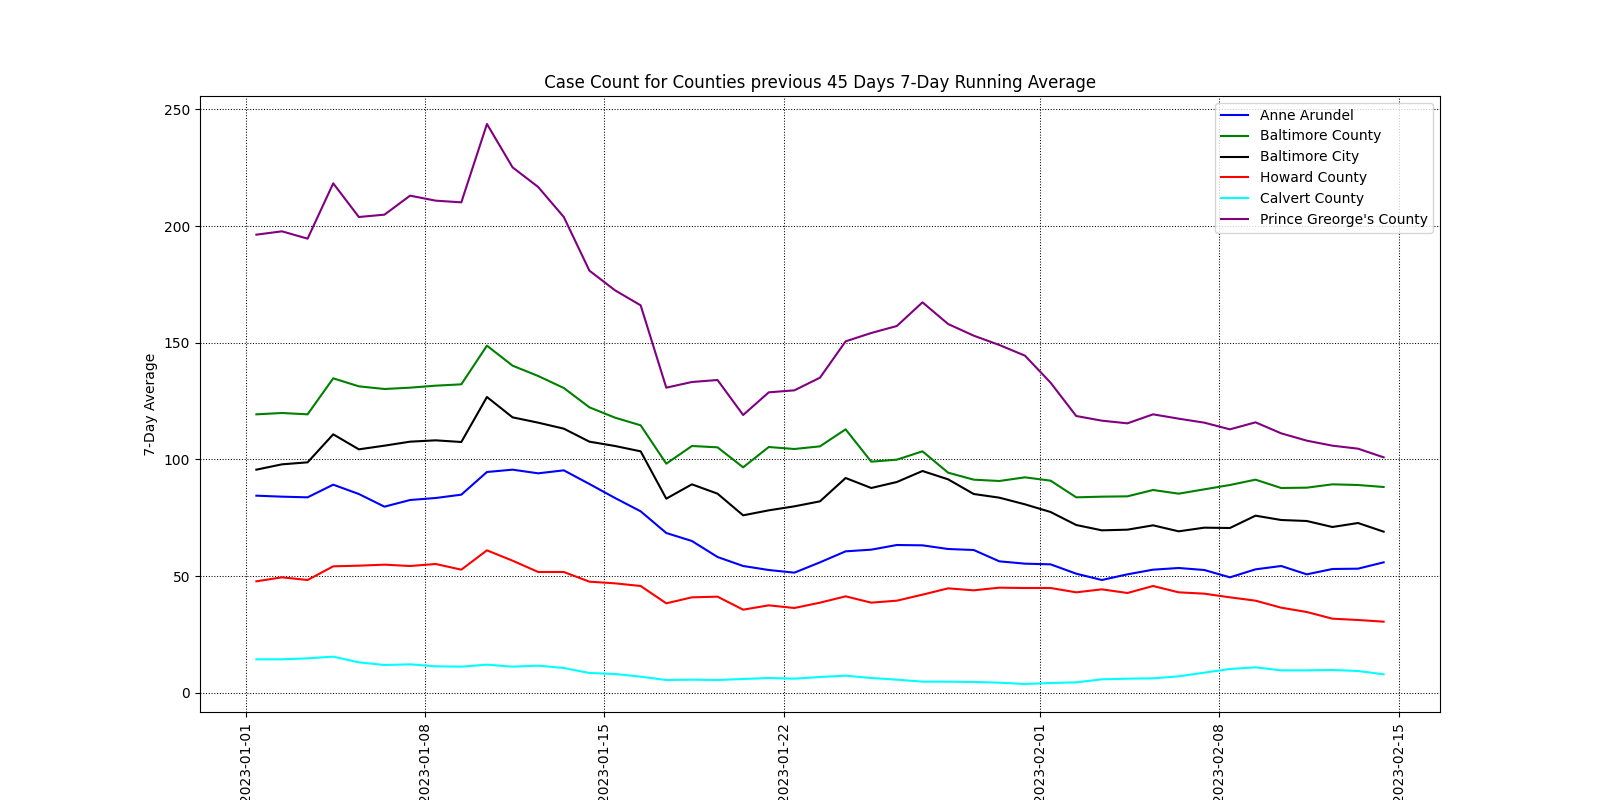 Case Count for Counties previous 45 Days 7-Day Running Average
250
200
150
100
50
0
7-Day Average
Anne Arundel
Baltimore County
Baltimore City
Howard County
Calvert County
Prince Greorge's County
2023-01-01
2023-01-08
2023-01-15
2023-01-22
2023-02-01
2023-02-08
2023-02-15